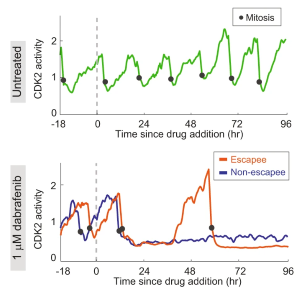 Untreated
CDK2 activity
2
1
0
Mitosis
-18 0 24 48 72 96
Time since drug addition (hr)
1 μM dabrafenib
CDK2 activity
2
1
0
Escapee
Non-escapee
-18 0 24 48 72 96
Time since drug addition (hr)